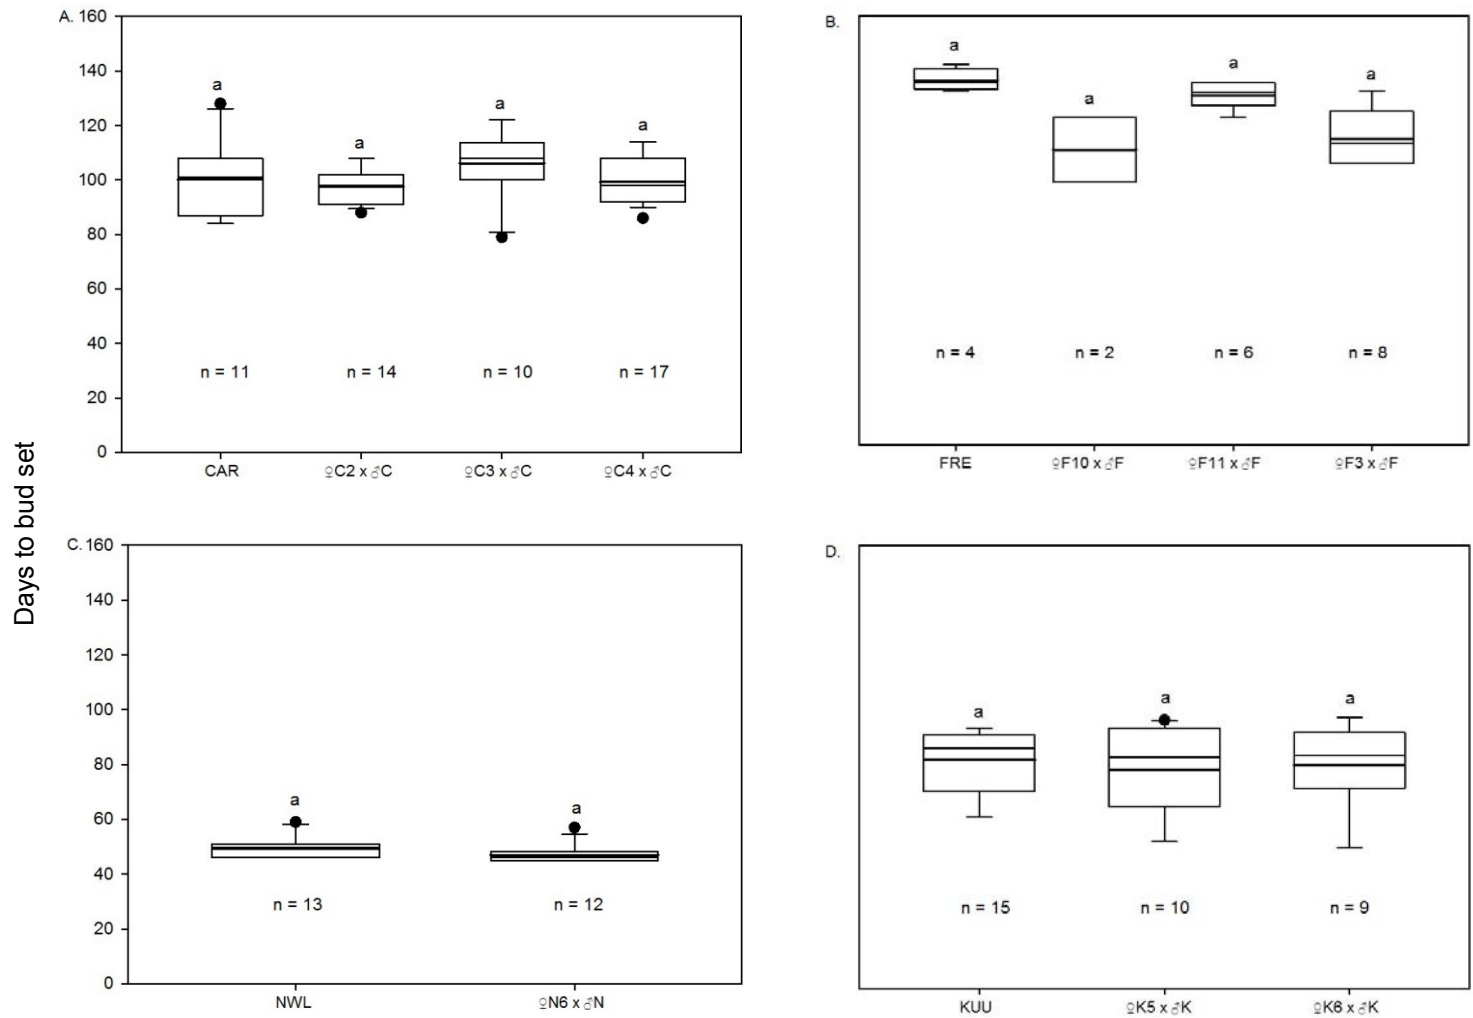 Days to bud set
A. 160
140
120
100
80
60
40
20
0
a
a
a
a
n = 11
n = 14
n = 10
n = 17
CAR
♀C2 x ♂C
♀C3 x ♂C
♀C4 x ♂C
B.
a
a
a
a
n = 4
n = 2
n = 6
n = 8
FRE
♀F10 x ♂F
♀F11 x ♂F
♀F3 x ♂F
C. 160
140
120
100
80
60
40
20
0
a
a
n = 13
n = 12
NWL
♀N6 x ♂N
D.
a
a
a
n = 15
n = 10
n = 9
KUU
♀K5 x ♂K
♀K6 x ♂K